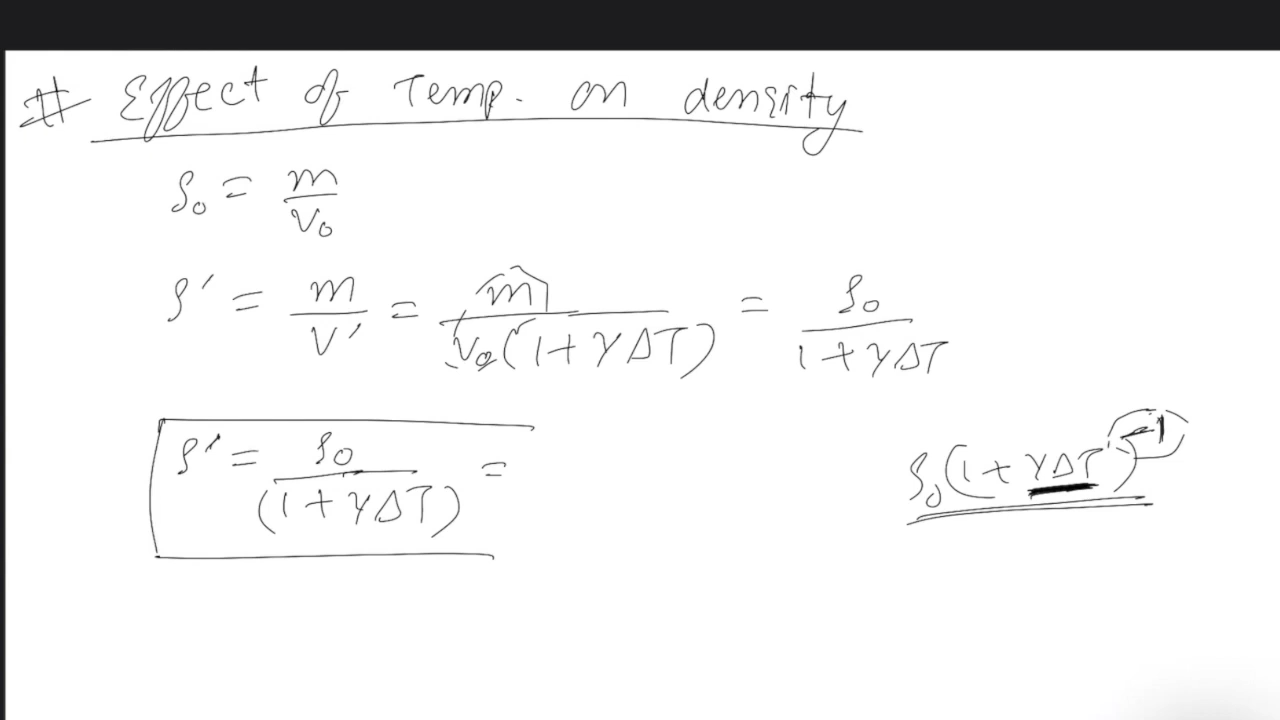 # Effect of Temp. on density
ρ₀ = m/V₀
ρ' = m/V' = m/V₀(1+γΔT) = ρ₀/1+γΔT
ρ' = ρ₀/(1+γΔT) =
ρ₀(1+γΔT)⁻¹